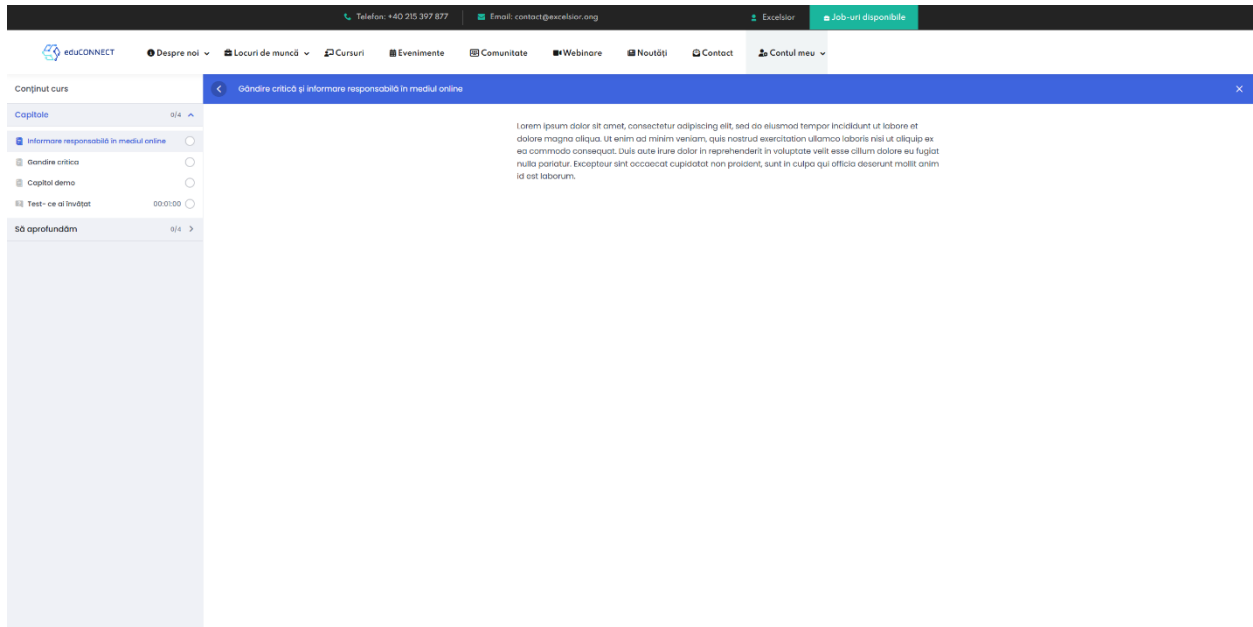 Telefon: +40 215 397 877
Email: contact@excelsior.ong
Excelsior
Job-uri disponibile
eduCONNECT
Despre noi
Locuri de muncă
Cursuri
Evenimente
Comunitate
Webinare
Noutăți
Contact
Contul meu
Conținut curs
Gândire critică și informare responsabilă în mediul online
Capitole 0/4
Informare responsabilă în mediul online
Gandire critica
Capitol demo
Test- ce ai învățat 00:01:00
Să aprofundăm 0/4
Lorem ipsum dolor sit amet, consectetur adipiscing elit, sed do eiusmod tempor incididunt ut labore et
dolore magna aliqua. Ut enim ad minim veniam, quis nostrud exercitation ullamco laboris nisi ut aliquip ex
ea commodo consequat. Duis aute irure dolor in reprehenderit in voluptate velit esse cillum dolore eu fugiat
nulla pariatur. Excepteur sint occaecat cupidatat non proident, sunt in culpa qui officia deserunt mollit anim
id est laborum.